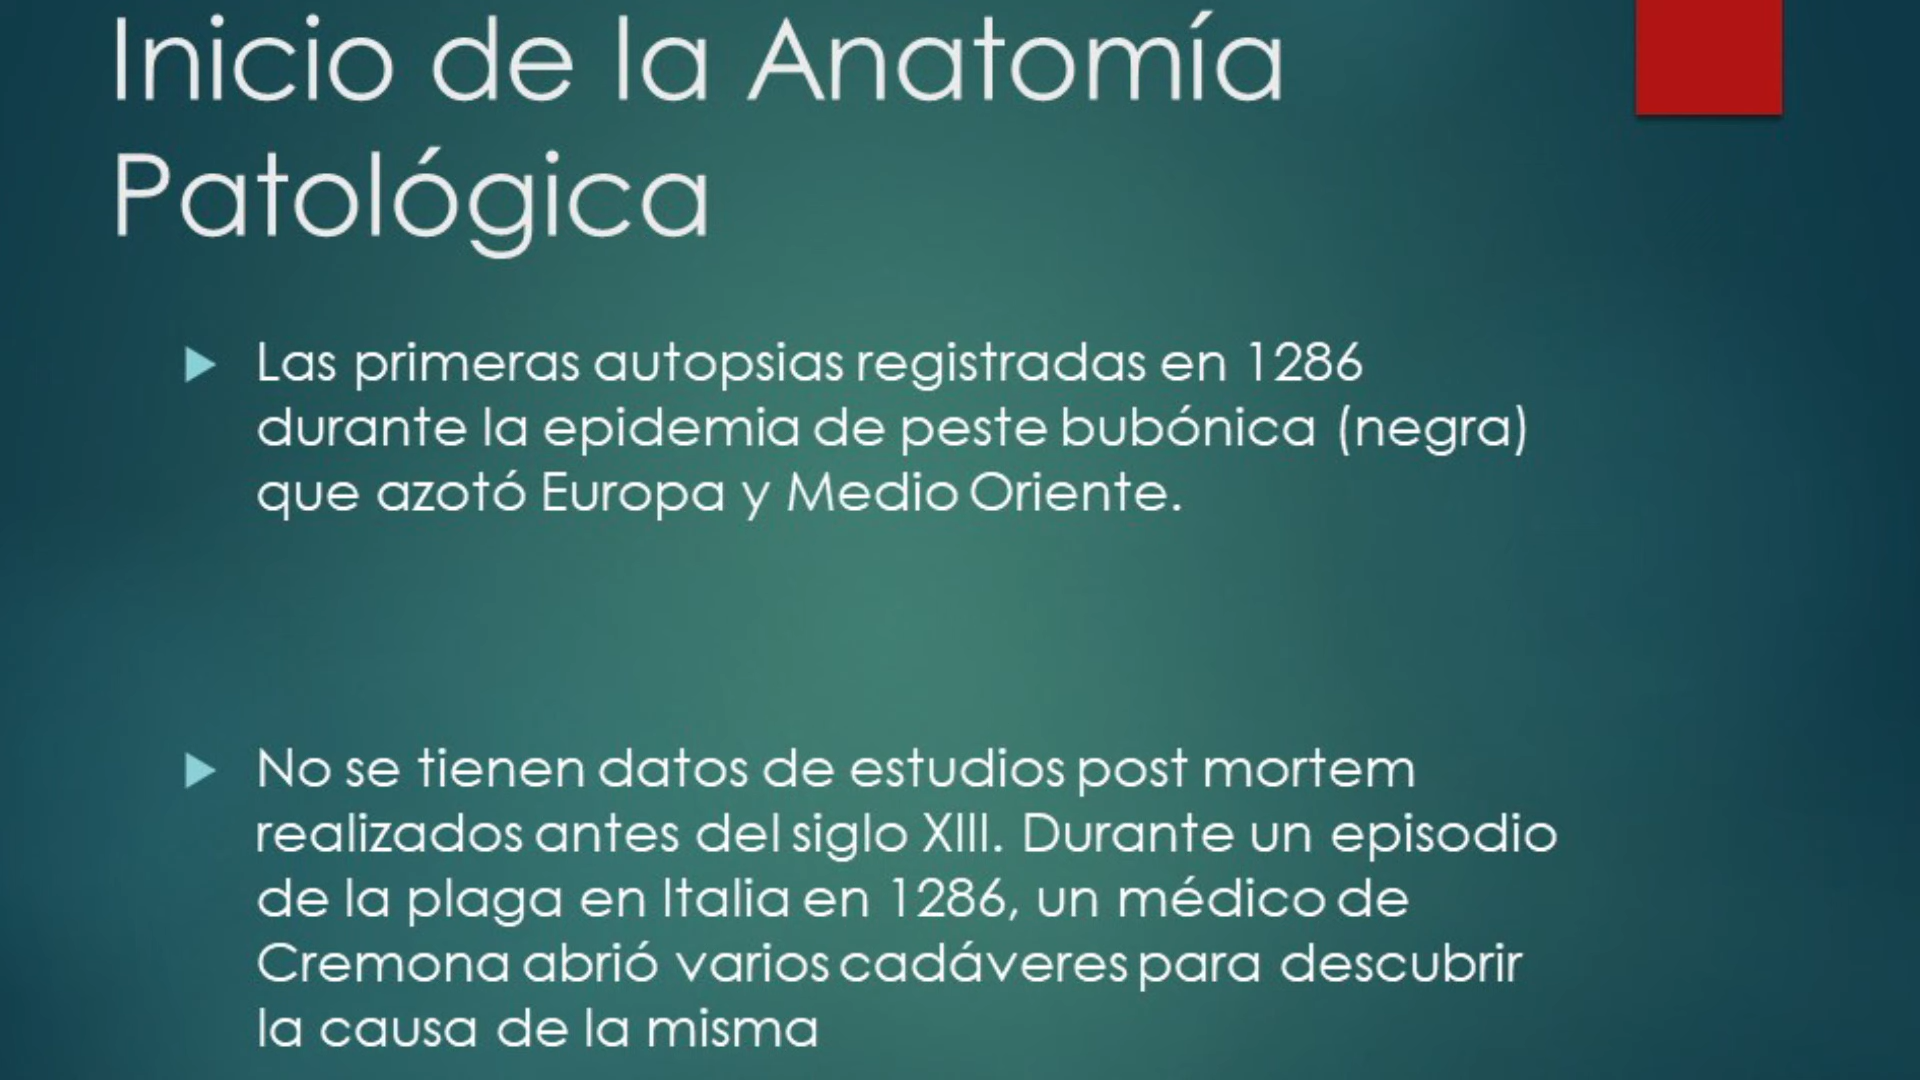 Inicio de la Anatomía
Patológica
Las primeras autopsias registradas en 1286
durante la epidemia de peste bubónica (negra)
que azotó Europa y Medio Oriente.
No se tienen datos de estudios post mortem
realizados antes del siglo XIII. Durante un episodio
de la plaga en Italia en 1286, un médico de
Cremona abrió varios cadáveres para descubrir
la causa de la misma